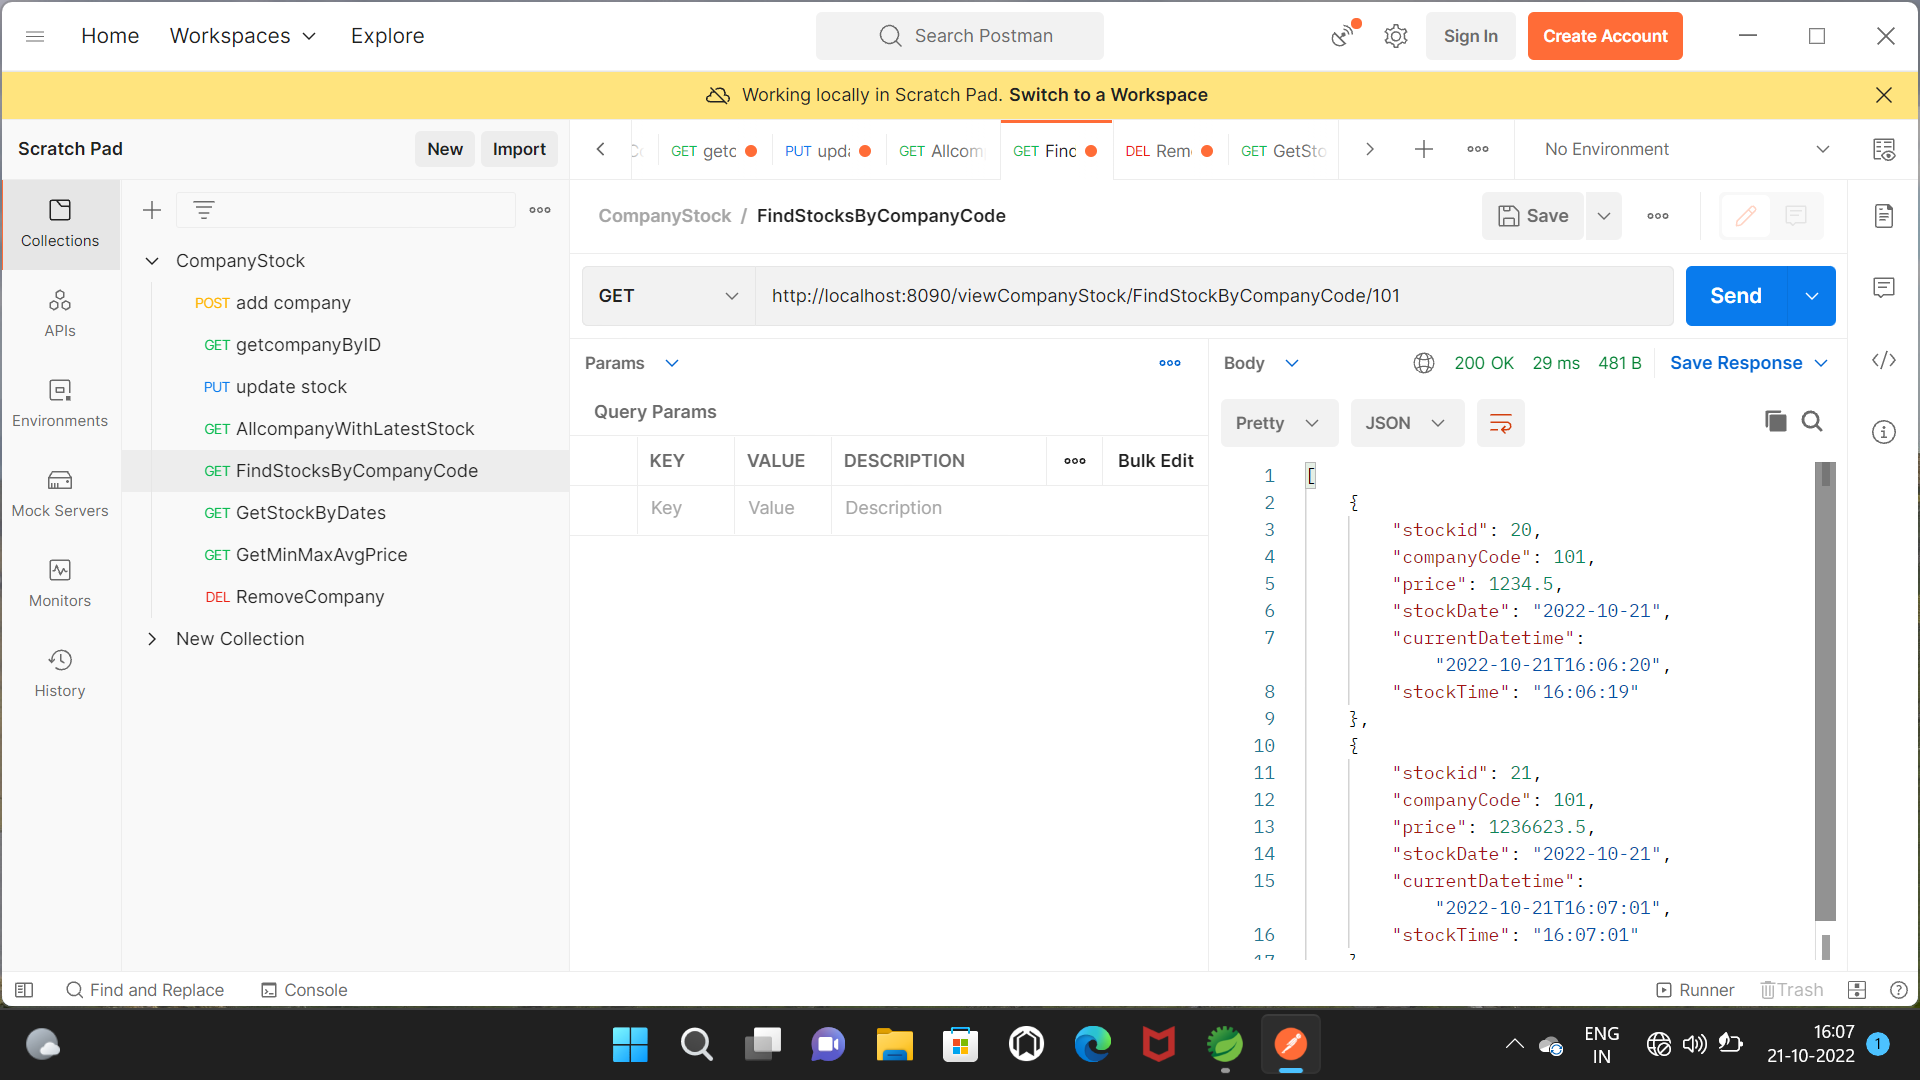 Home
Workspaces
Explore
Search Postman
Sign In
Create Account
Working locally in Scratch Pad. Switch to a Workspace
Scratch Pad
New
Import
GET getc
PUT upd
GET Allcom
GET Find
DEL Rem
GET GetSto
No Environment
Collections
APIs
Environments
Mock Servers
Monitors
History
CompanyStock
POST add company
GET getcompanyByID
PUT update stock
GET AllcompanyWithLatestStock
GET FindStocksByCompanyCode
GET GetStockByDates
GET GetMinMaxAvgPrice
DEL RemoveCompany
New Collection
CompanyStock / FindStocksByCompanyCode
Save
GET
http://localhost:8090/viewCompanyStock/FindStockByCompanyCode/101
Send
Params
Query Params
KEY VALUE DESCRIPTION Bulk Edit
Key Value Description
Body
200 OK 29 ms 481 B
Save Response
Pretty
JSON
1 [
2 {
3 "stockid": 20,
4 "companyCode": 101,
5 "price": 1234.5,
6 "stockDate": "2022-10-21",
7 "currentDatetime":
"2022-10-21T16:06:20",
8 "stockTime": "16:06:19"
9 },
10 {
11 "stockid": 21,
12 "companyCode": 101,
13 "price": 1236623.5,
14 "stockDate": "2022-10-21",
15 "currentDatetime":
"2022-10-21T16:07:01",
16 "stockTime": "16:07:01"
Find and Replace
Console
Runner
Trash
ENG
IN
16:07
21-10-2022
1